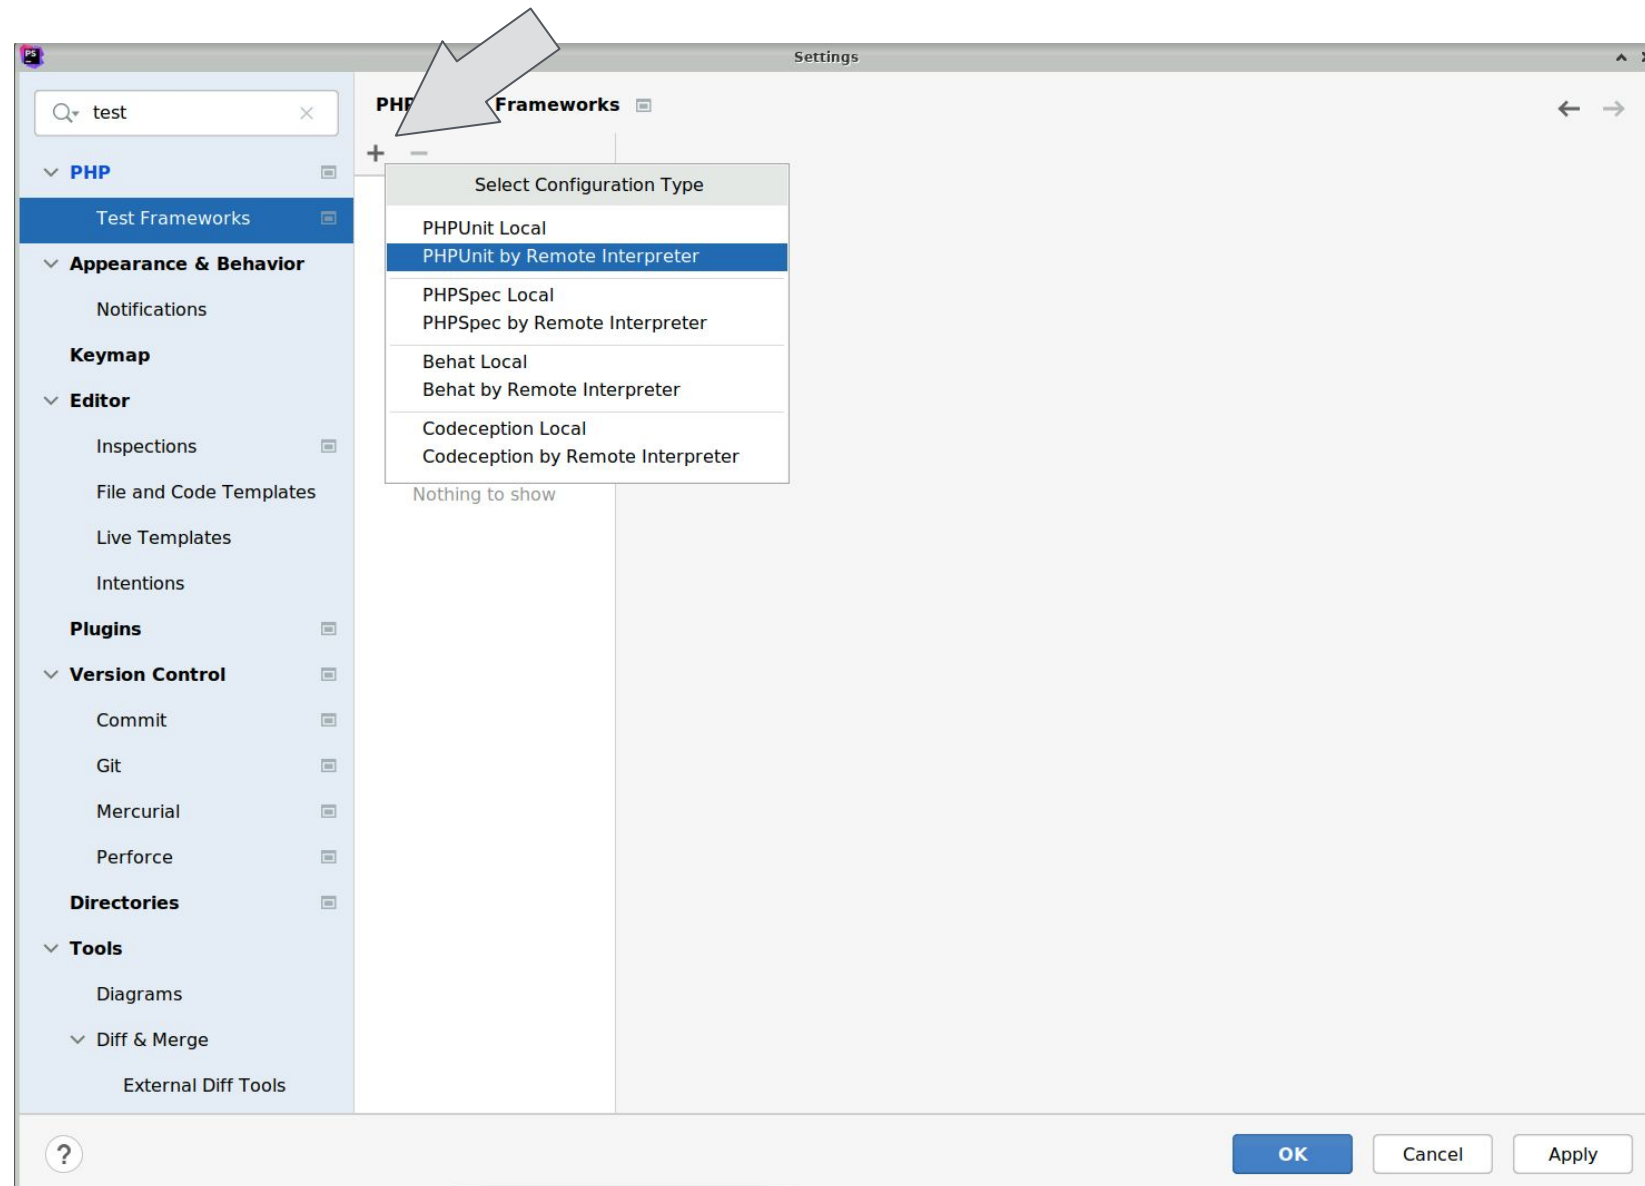 PS
Settings
test
PHP
Test Frameworks
Appearance & Behavior
Notifications
Keymap
Editor
Inspections
File and Code Templates
Live Templates
Intentions
Plugins
Version Control
Commit
Git
Mercurial
Perforce
Directories
Tools
Diagrams
Diff & Merge
External Diff Tools
PHP Frameworks
Select Configuration Type
PHPUnit Local
PHPUnit by Remote Interpreter
PHPSpec Local
PHPSpec by Remote Interpreter
Behat Local
Behat by Remote Interpreter
Codeception Local
Codeception by Remote Interpreter
Nothing to show
?
OK
Cancel
Apply